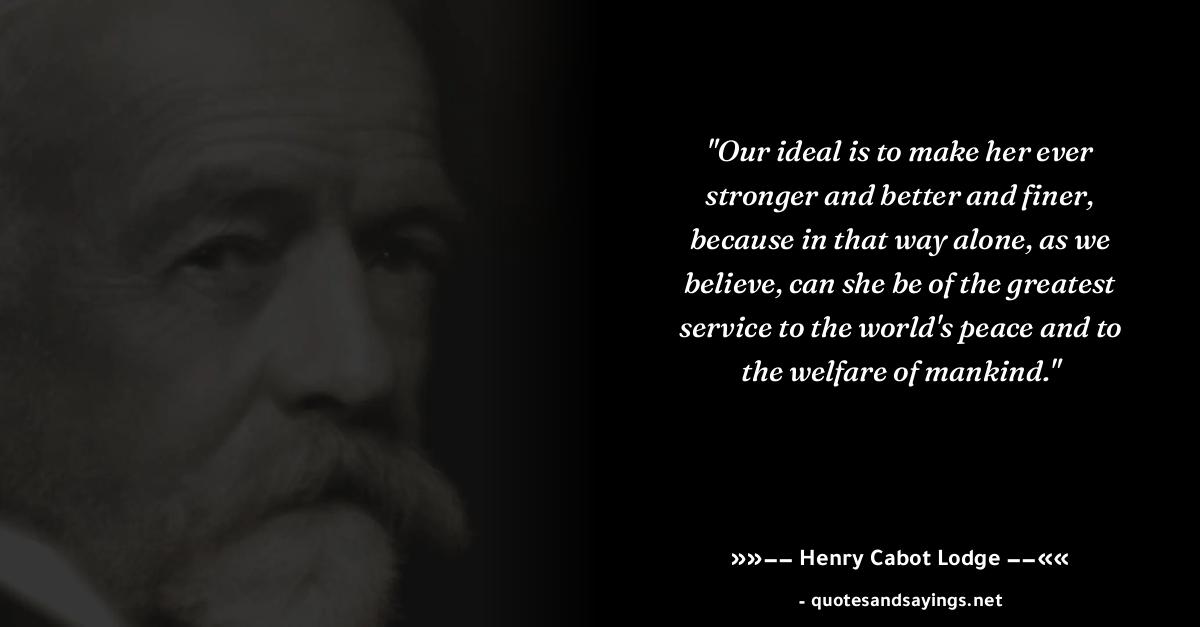 "Our ideal is to make her ever
stronger and better and finer,
because in that way alone, as we
believe, can she be of the greatest
service to the world's peace and to
the welfare of mankind."
»»−− Henry Cabot Lodge −−««
- quotesandsayings.net